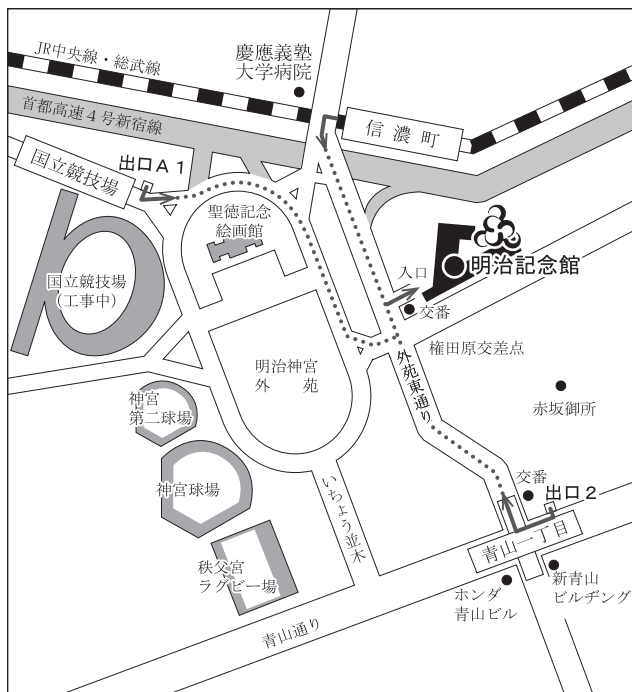 JR中央線・総武線
慶應義塾
大学病院
首都高速4号新宿線
信濃町
国立競技場
出口A1
聖徳記念
絵画館
国立競技場
(工事中)
入口
明治記念館
交番
権田原交差点
明治神宮
外苑
外苑東通り
赤坂御所
神宮
第二球場
神宮球場
いちょう並木
交番
出口2
青山一丁目
秩父宮
ラグビー場
青山通り
ホンダ
青山ビル
新青山
ビルヂング